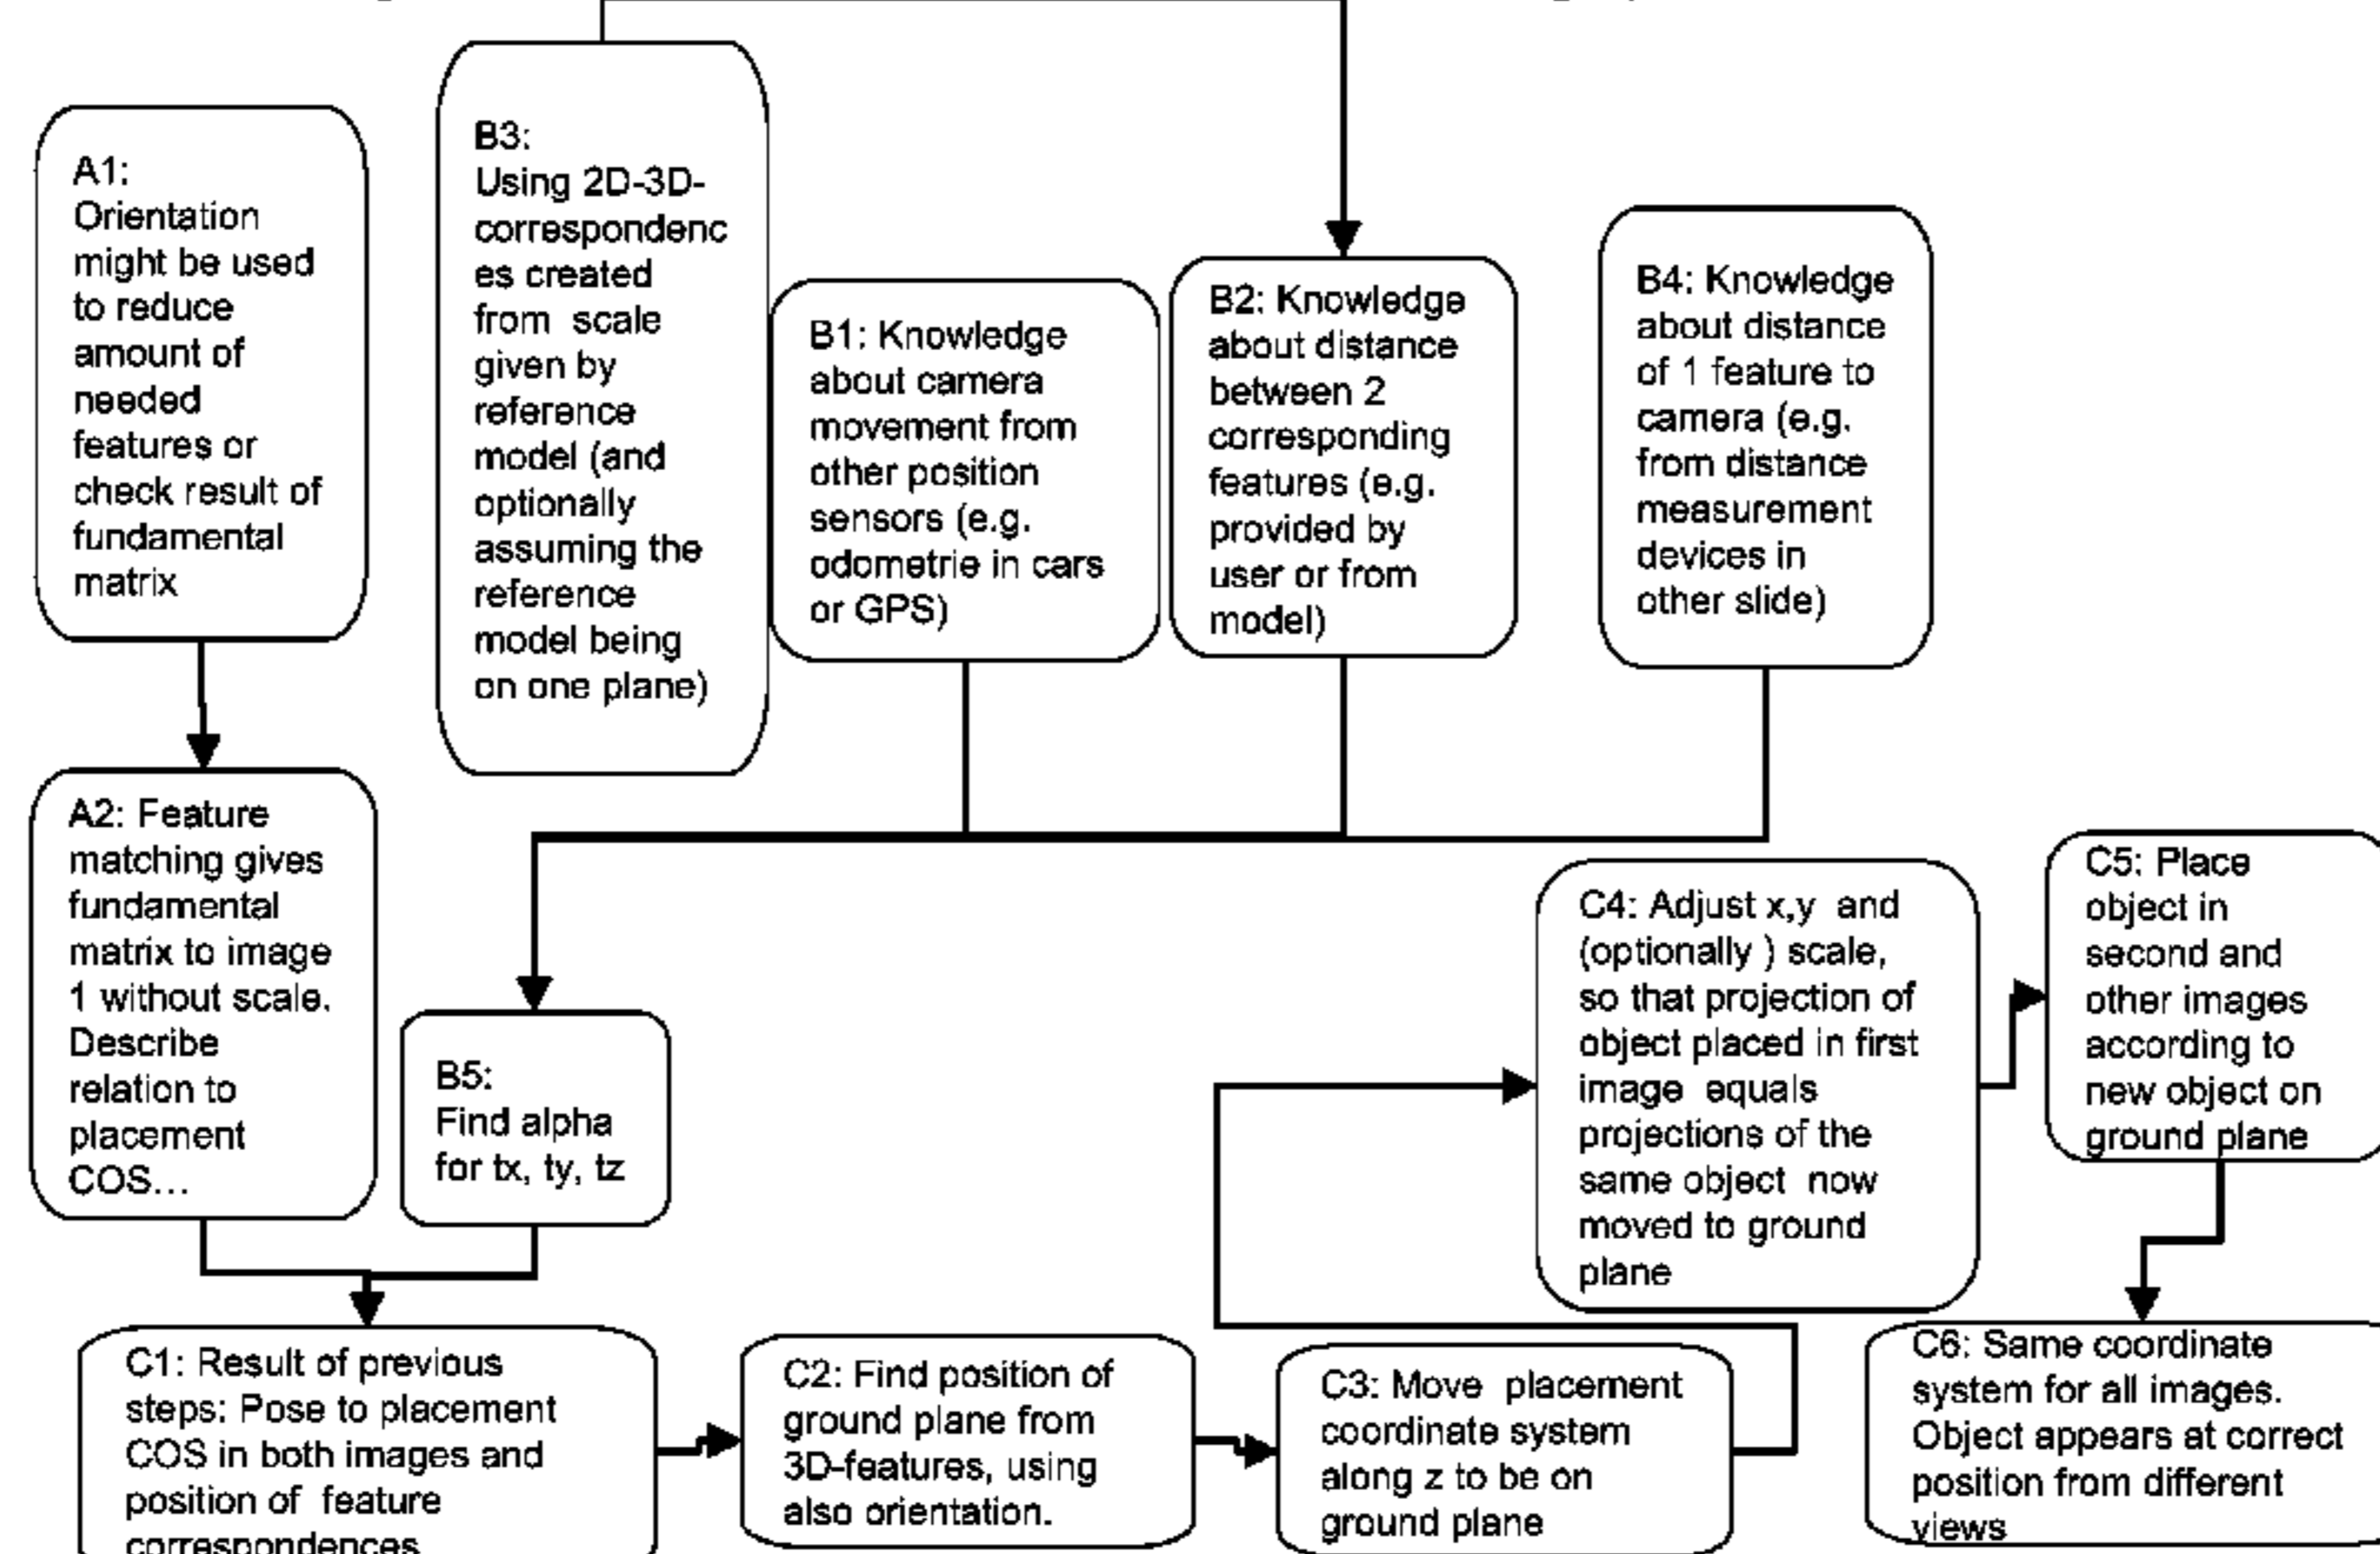 A1:
Orientation
might be used
to reduce
amount of
needed
features or
check result of
fundamental
matrix
B3:
Using 2D-3D-
correspondenc
es created
from scale
given by
reference
model (and
optionally
assuming the
reference
model being
on one plane)
B1: Knowledge
about camera
movement from
other position
sensors (e.g.
odometrie in cars
or GPS)
B2: Knowledge
about distance
between 2
corresponding
features (e.g.
provided by
user or from
model)
B4: Knowledge
about distance
of 1 feature to
camera (e.g.
from distance
measurement
devices in
other slide)
A2: Feature
matching gives
fundamental
matrix to image
1 without scale.
Describe
relation to
placement
COS...
B5:
Find alpha
for tx, ty, tz
C4: Adjust x,y and
(optionally ) scale,
so that projection of
object placed in first
image equals
projections of the
same object now
moved to ground
plane
C5: Place
object in
second and
other images
according to
new object on
ground plane
C1: Result of previous
steps: Pose to placement
COS in both images and
position of feature
correspondences
C2: Find position of
ground plane from
3D-features, using
also orientation.
C3: Move placement
coordinate system
along z to be on
ground plane
C6: Same coordinate
system for all images.
Object appears at correct
position from different
views